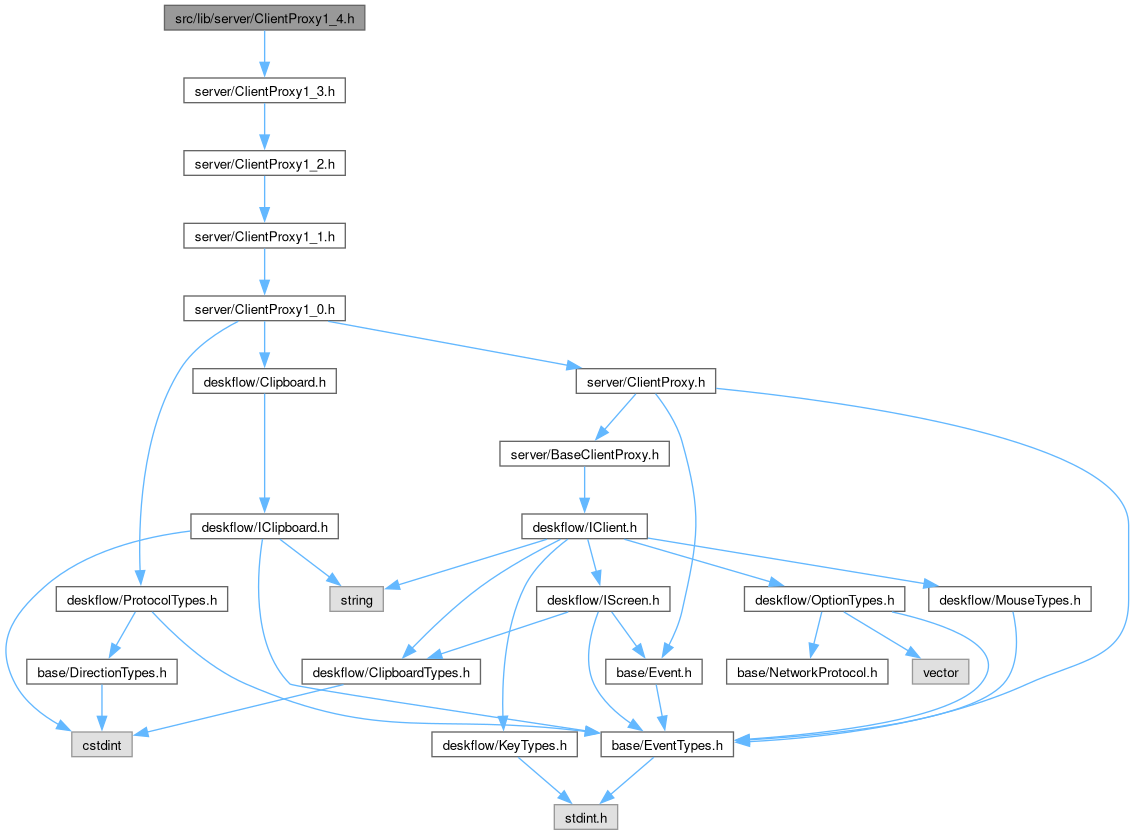 src/lib/server/ClientProxy1_4.h
server/ClientProxy1_3.h
server/ClientProxy1_2.h
server/ClientProxy1_1.h
server/ClientProxy1_0.h
deskflow/Clipboard.h
server/ClientProxy.h
server/BaseClientProxy.h
deskflow/IClipboard.h
deskflow/IClient.h
deskflow/ProtocolTypes.h
string
deskflow/IScreen.h
deskflow/OptionTypes.h
deskflow/MouseTypes.h
base/DirectionTypes.h
deskflow/ClipboardTypes.h
base/Event.h
base/NetworkProtocol.h
vector
cstdint
deskflow/KeyTypes.h
base/EventTypes.h
stdint.h